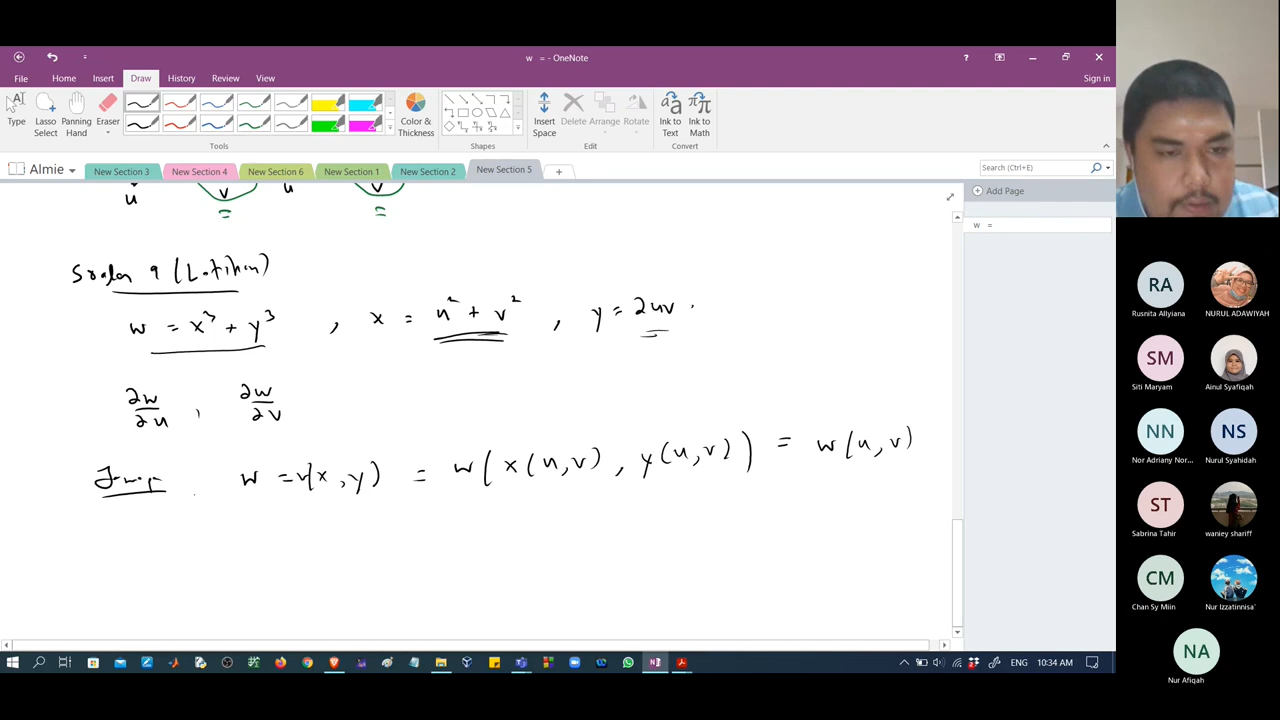 w = - OneNote
File Home Insert Draw History Review View
Sign in
Type Lasso Select Panning Hand Eraser Color & Thickness Insert Space Delete Arrange Rotate Ink to Text Ink to Math
Tools Shapes Edit Convert
Almie New Section 3 New Section 4 New Section 6 New Section 1 New Section 2 New Section 5 Search (Ctrl+E)
Add Page
w =
u v u v
= =
Soalan 9 (Latihan)
w = x³ + y³ , x = u² + v² , y = 2uv .
∂w/∂u , ∂w/∂v
w = w(x, y) = w(x(u,v), y(u,v)) = w(u,v)
RA
Rusnita Allyiana NURUL ADAWIYAH
SM
Siti Maryam Ainul Syafiqah
NN NS
Nor Adriany Nor... Nurul Syahidah
ST
Sabrina Tahir waniey shariff
CM
Chan Sy Miin Nur Izzatinnisa'
NA
Nur Afiqah
ENG 10:34 AM